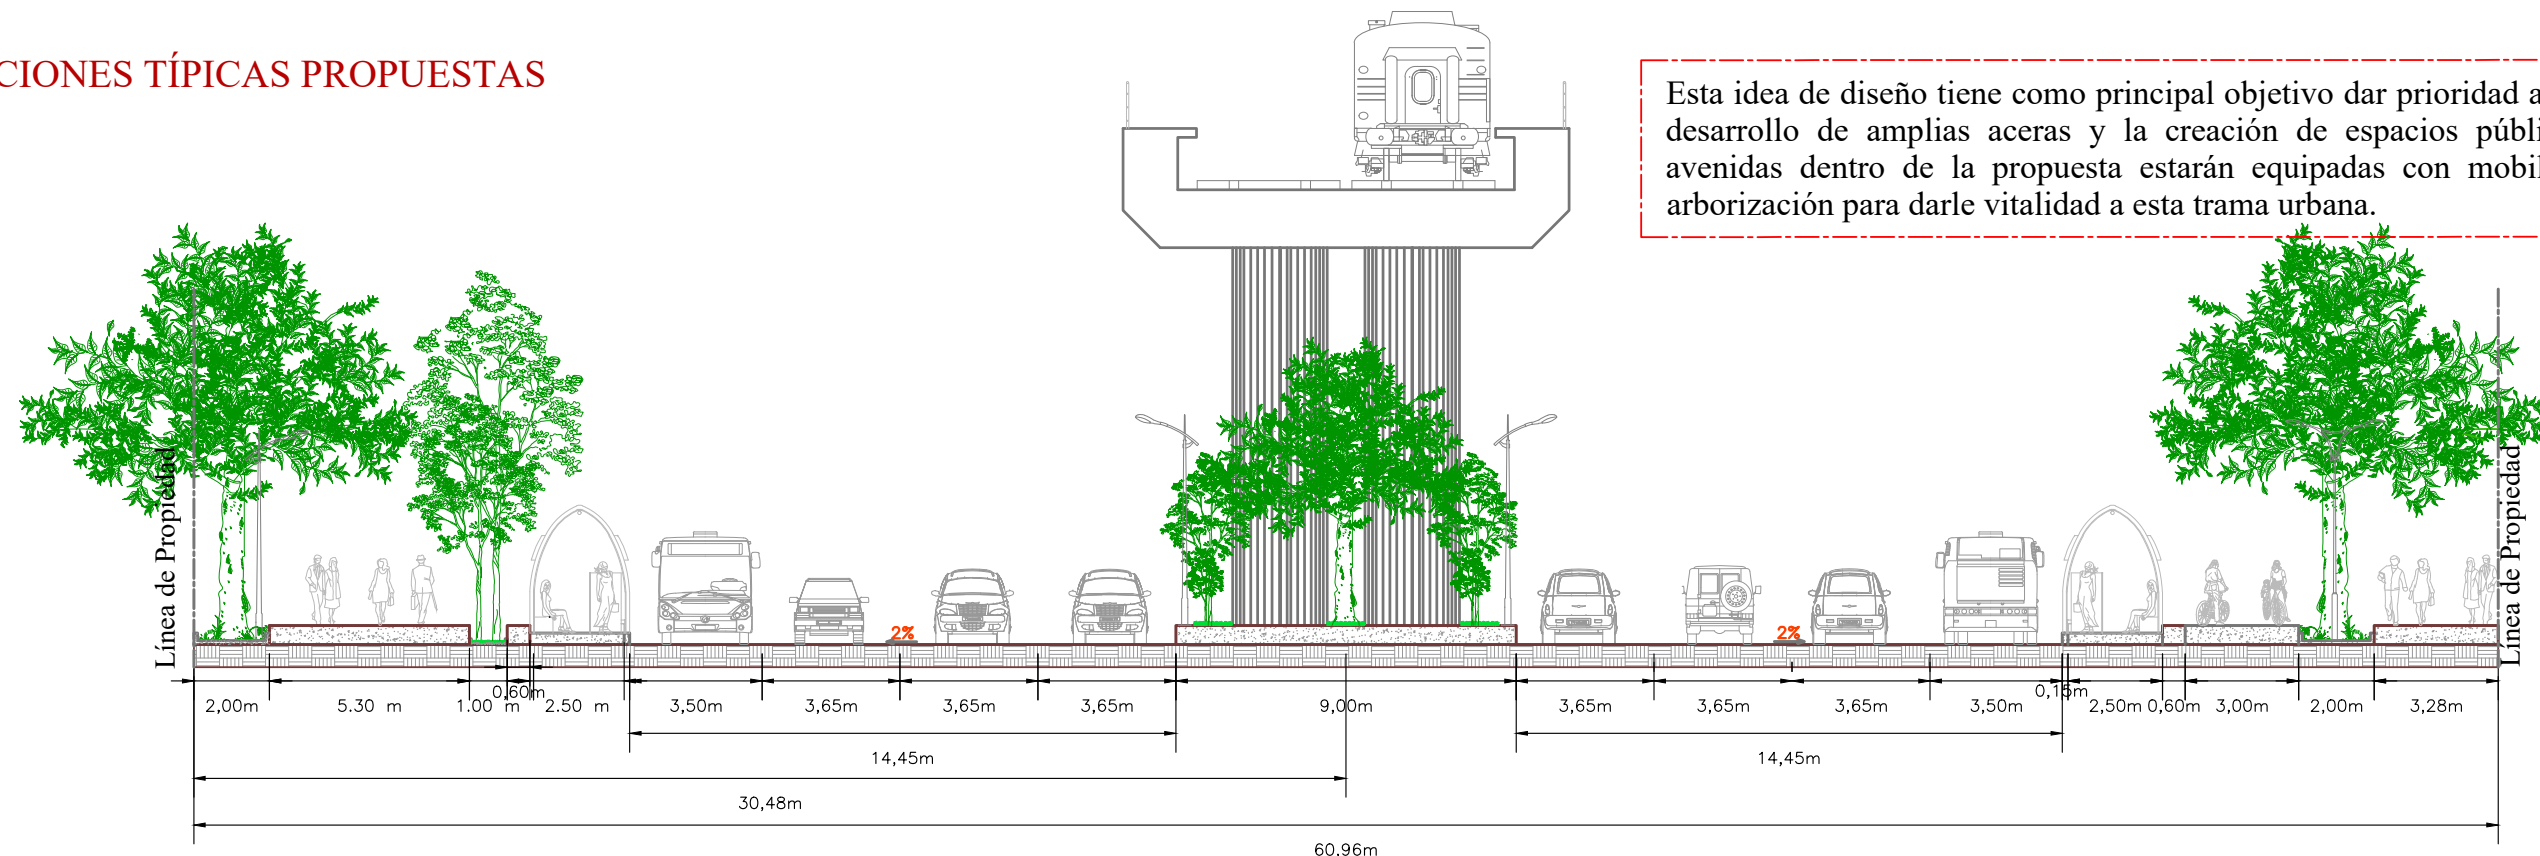 CIONES TÍPICAS PROPUESTAS
Esta idea de diseño tiene como principal objetivo dar prioridad a
desarrollo de amplias aceras y la creación de espacios públi
avenidas dentro de la propuesta estarán equipadas con mobil
arborización para darle vitalidad a esta trama urbana.
Línea de Propiedad
Línea de Propiedad
2%
2%
0,60m
0,15m
2,00m
5.30 m
1.00 m
2.50 m
3,50m
3,65m
3,65m
3,65m
9,00m
3,65m
3,65m
3,65m
3,50m
2,50m
0,60m
3,00m
2,00m
3,28m
14,45m
14,45m
30,48m
60,96m